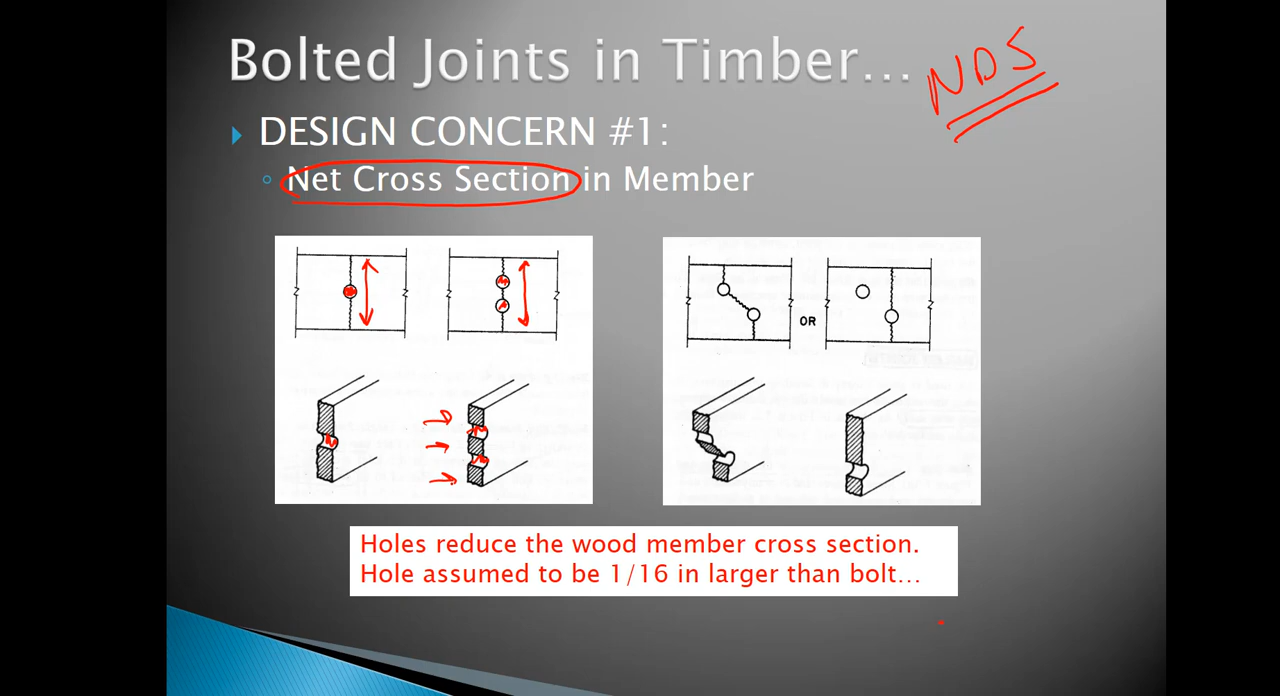 Bolted Joints in Timber...
NDS
DESIGN CONCERN #1:
Net Cross Section in Member
OR
Holes reduce the wood member cross section.
Hole assumed to be 1/16 in larger than bolt...